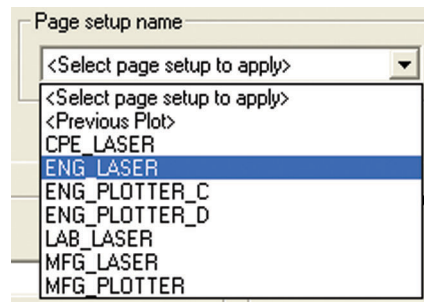 Page setup name
<Select page setup to apply>
<Select page setup to apply>
<Previous Plot>
CPE_LASER
ENG_LASER
ENG_PLOTTER_C
ENG_PLOTTER_D
LAB_LASER
MFG_LASER
MFG_PLOTTER